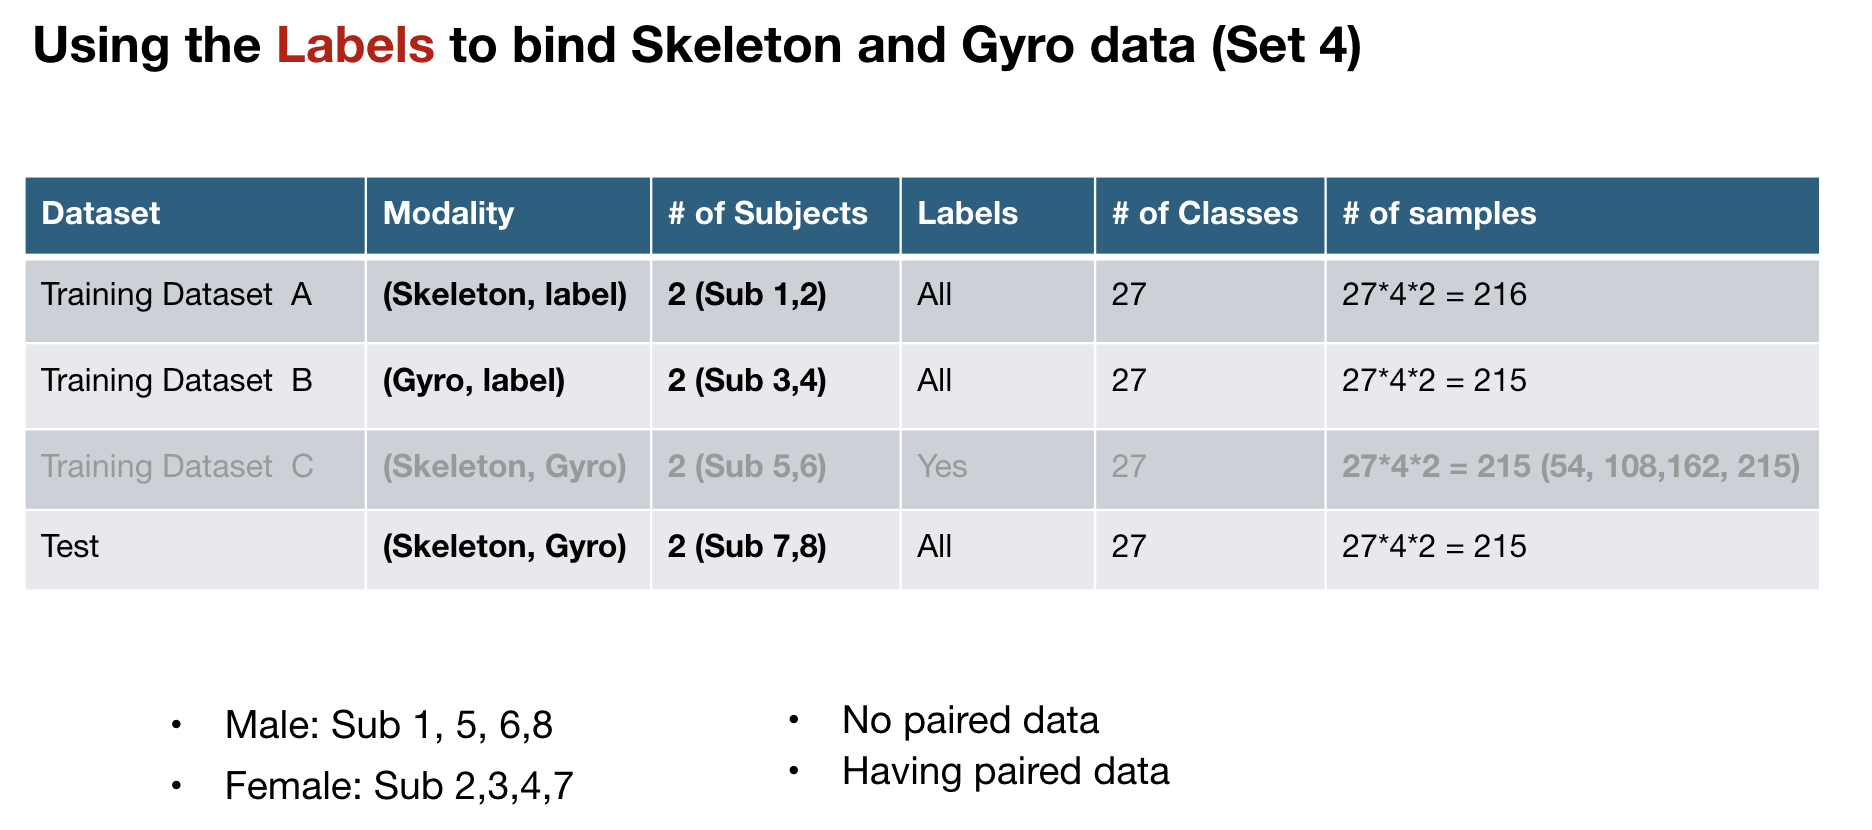 Using the Labels to bind Skeleton and Gyro data (Set 4)
Dataset Modality # of Subjects Labels # of Classes # of samples
Training Dataset A (Skeleton, label) 2 (Sub 1,2) All 27 27*4*2 = 216
Training Dataset B (Gyro, label) 2 (Sub 3,4) All 27 27*4*2 = 215
Training Dataset C (Skeleton, Gyro) 2 (Sub 5,6) Yes 27 27*4*2 = 215 (54, 108,162, 215)
Test (Skeleton, Gyro) 2 (Sub 7,8) All 27 27*4*2 = 215
• Male: Sub 1, 5, 6,8
• Female: Sub 2,3,4,7
• No paired data
• Having paired data